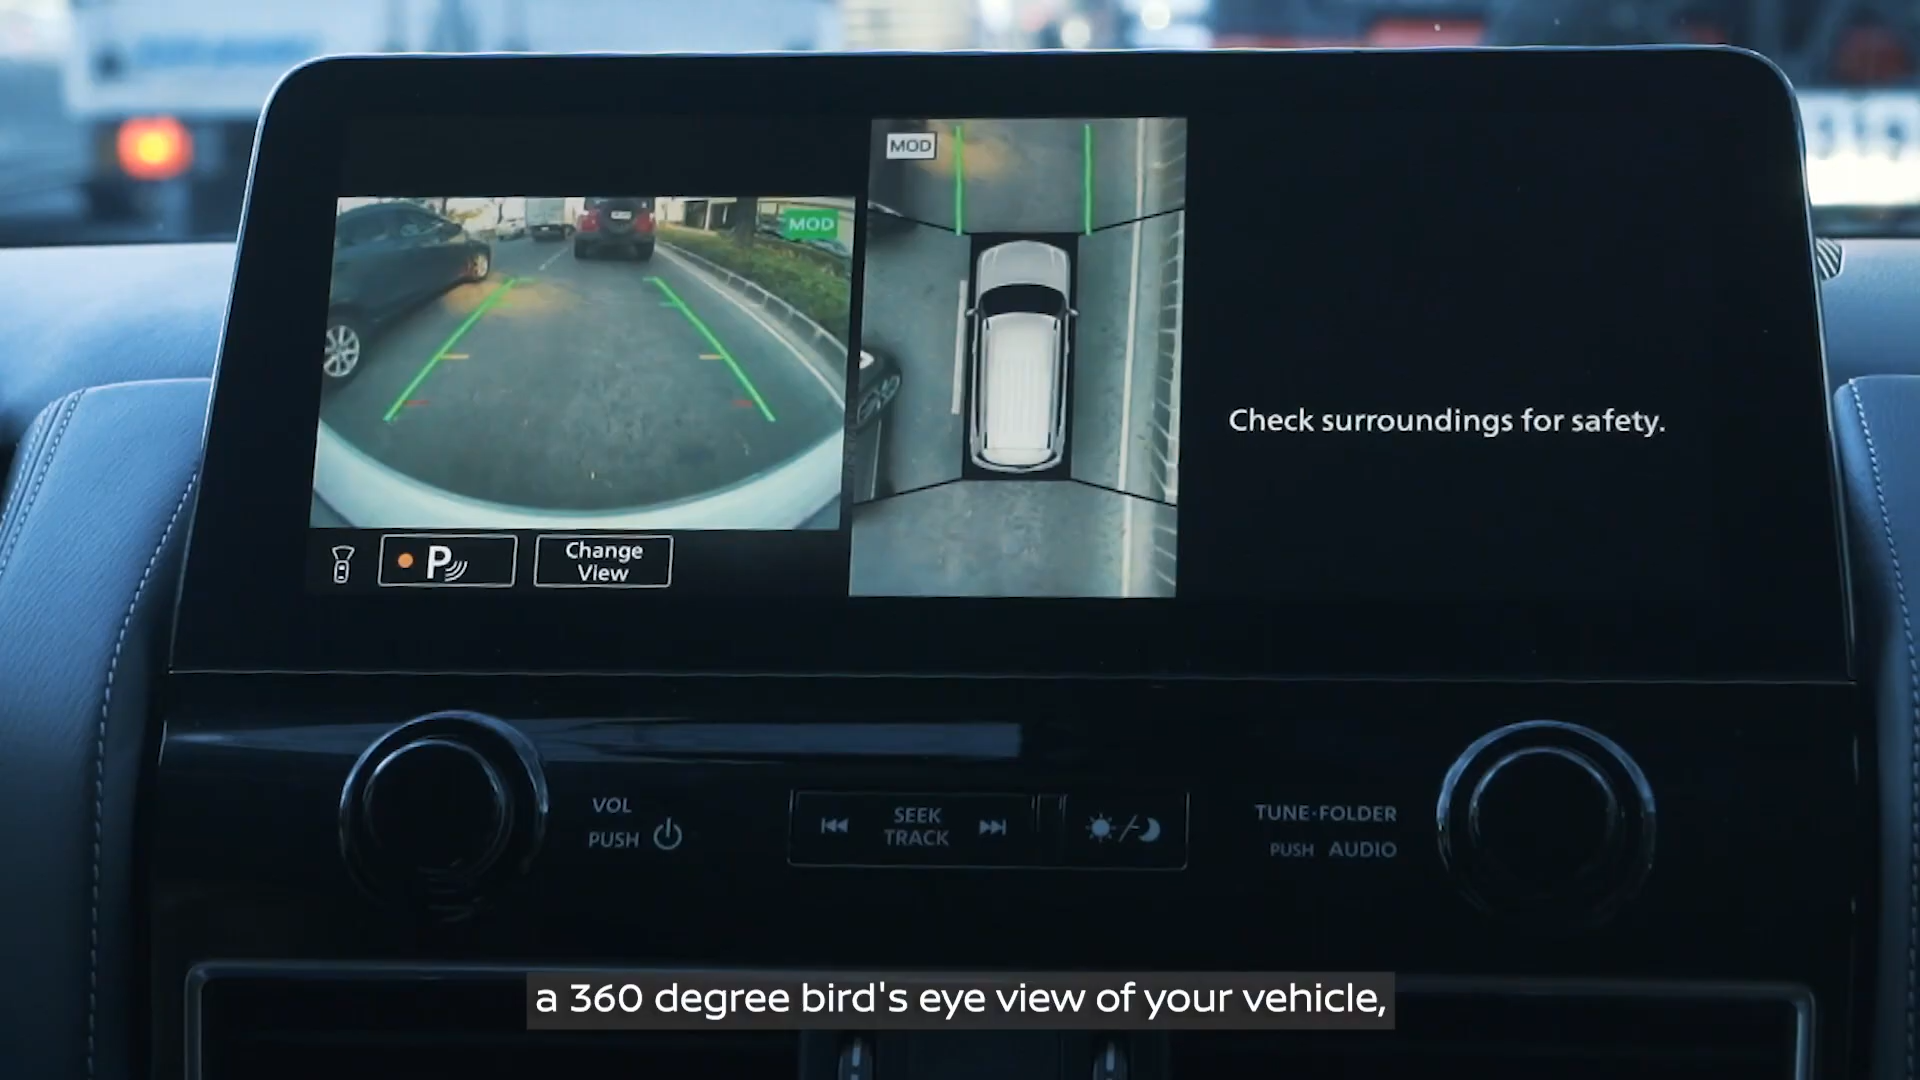 MOD
MOD
Check surroundings for safety.
P
Change
View
VOL
PUSH
SEEK
TRACK
TUNE·FOLDER
PUSH AUDIO
a 360 degree bird's eye view of your vehicle,